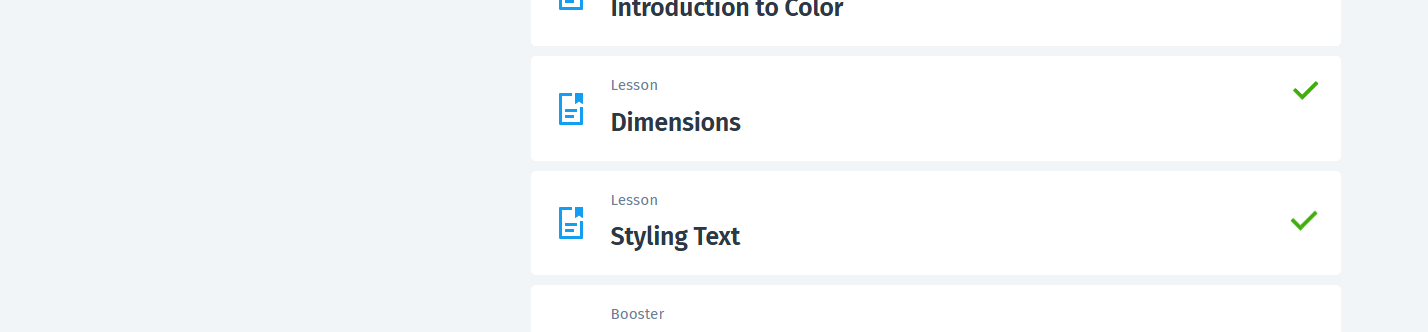 Introduction to Color
Lesson
Dimensions
Lesson
Styling Text
Booster